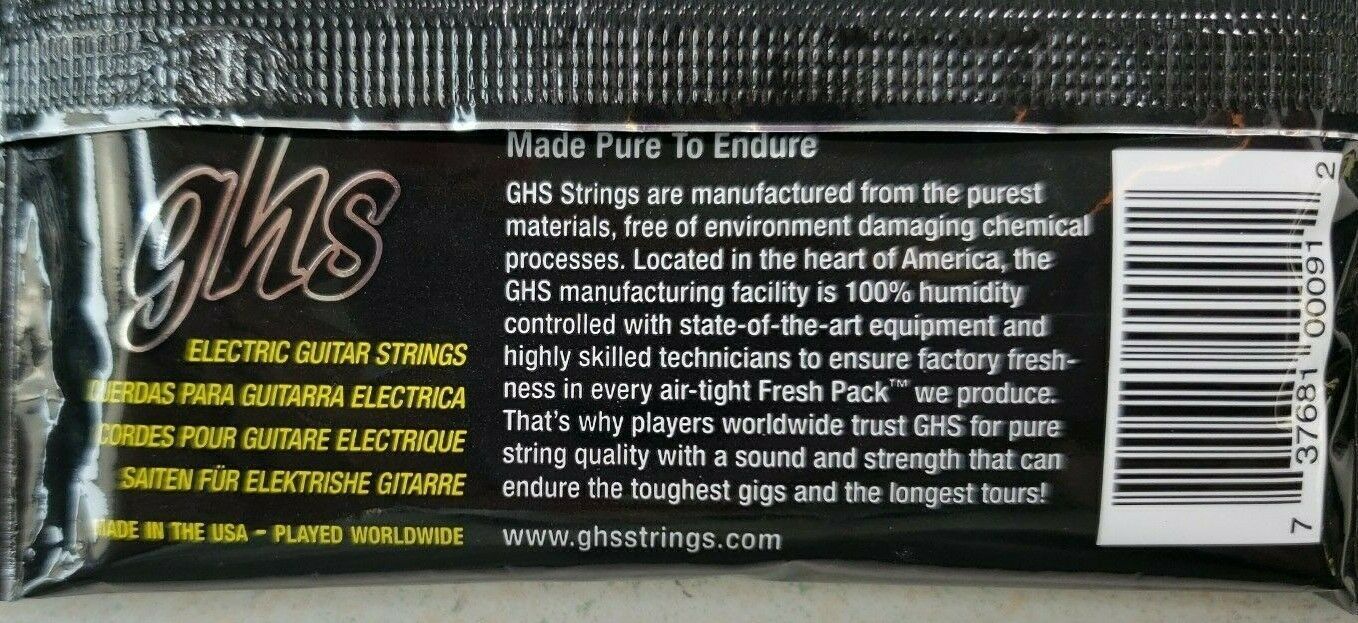 ghs
ELECTRIC GUITAR STRINGS
CUERDAS PARA GUITARRA ELECTRICA
CORDES POUR GUITARE ELECTRIQUE
SAITEN FÜR ELEKTRISHE GITARRE
MADE IN THE USA - PLAYED WORLDWIDE
Made Pure To Endure
GHS Strings are manufactured from the purest
materials, free of environment damaging chemical
processes. Located in the heart of America, the
GHS manufacturing facility is 100% humidity
controlled with state-of-the-art equipment and
highly skilled technicians to ensure factory fresh-
ness in every air-tight Fresh Pack™ we produce.
That's why players worldwide trust GHS for pure
string quality with a sound and strength that can
endure the toughest gigs and the longest tours!
www.ghsstrings.com
7 37681 00091 2